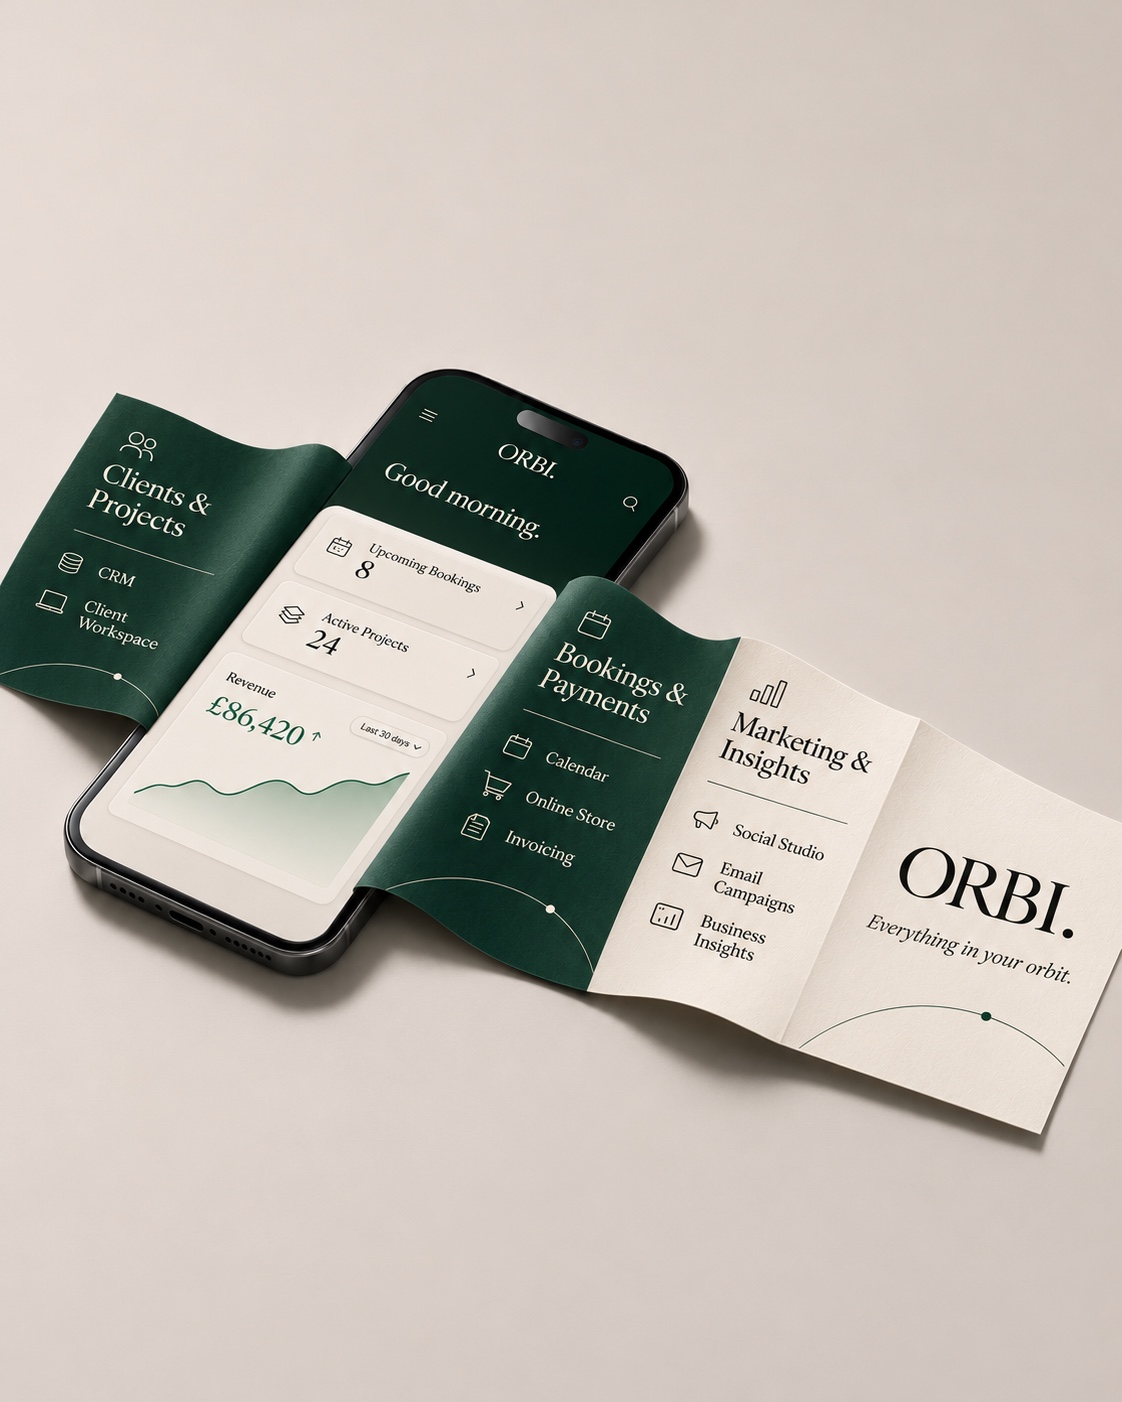 Clients &
Projects
CRM
Client
Workspace
ORBI.
Good morning.
Upcoming Bookings
8
Active Projects
24
Revenue
£86,420
Last 30 days
Bookings &
Payments
Calendar
Online Store
Invoicing
Marketing &
Insights
Social Studio
Email
Campaigns
Business
Insights
ORBI.
Everything in your orbit.